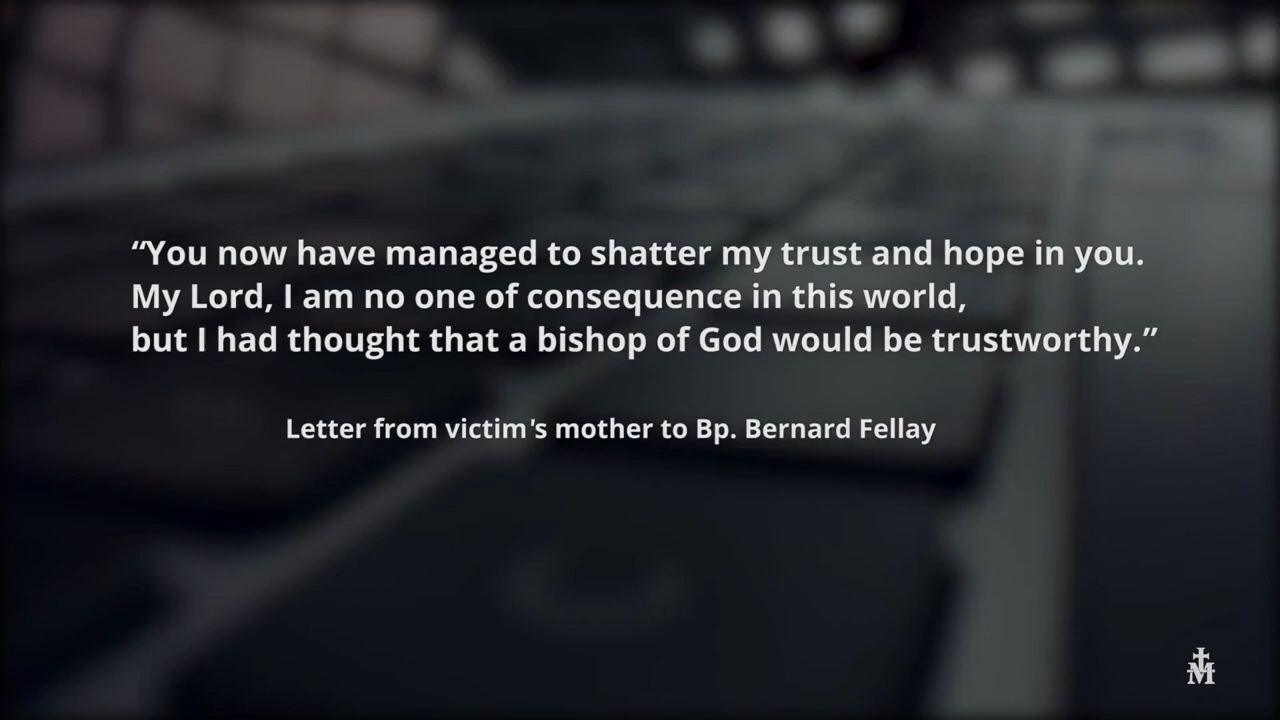 “You now have managed to shatter my trust and hope in you.
My Lord, I am no one of consequence in this world,
but I had thought that a bishop of God would be trustworthy.”
Letter from victim's mother to Bp. Bernard Fellay